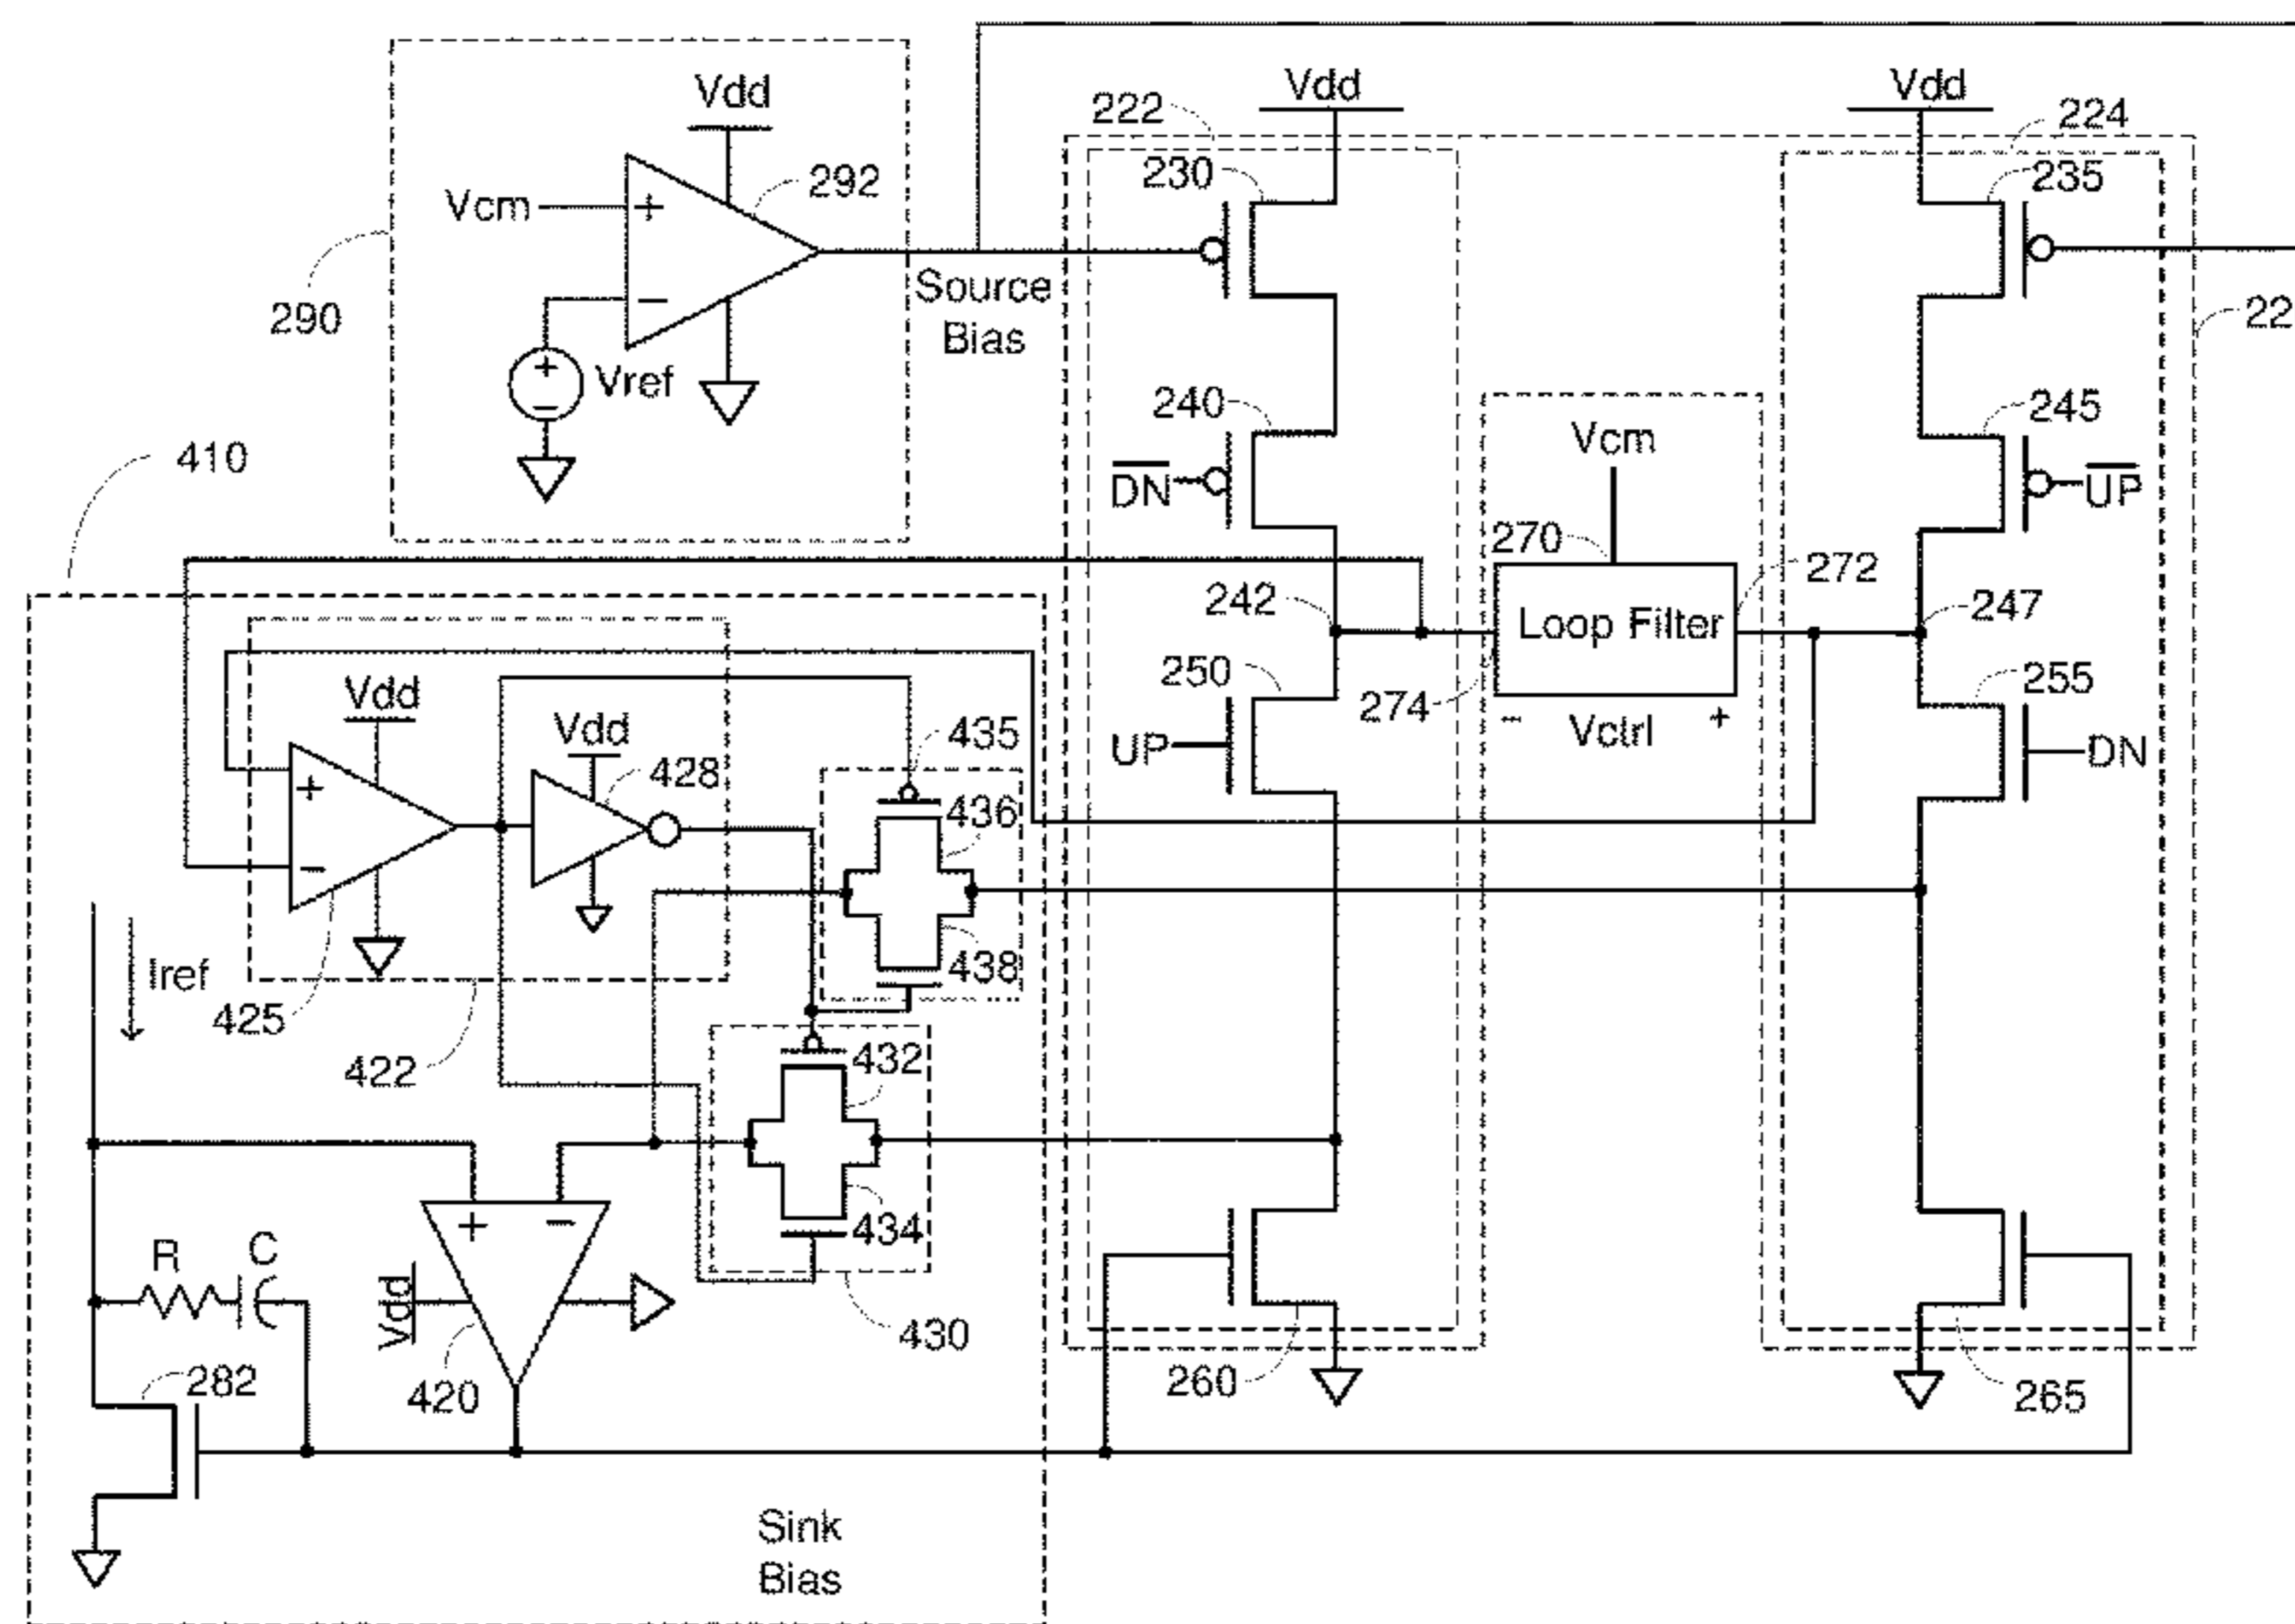 Vdd
Vdd
Vdd
222
224
230
235
292
Vcm
+
−
Source
Bias
290
+
−
Vref
22
240
245
Vcm
DN
UP
410
270
272
242
247
Loop Filter
250
255
274
− Vctrl +
Vdd
Vdd
435
428
UP
DN
+
−
436
438
Iref
425
422
432
434
+ −
R
C
Vdd
430
282
420
260
265
Sink
Bias